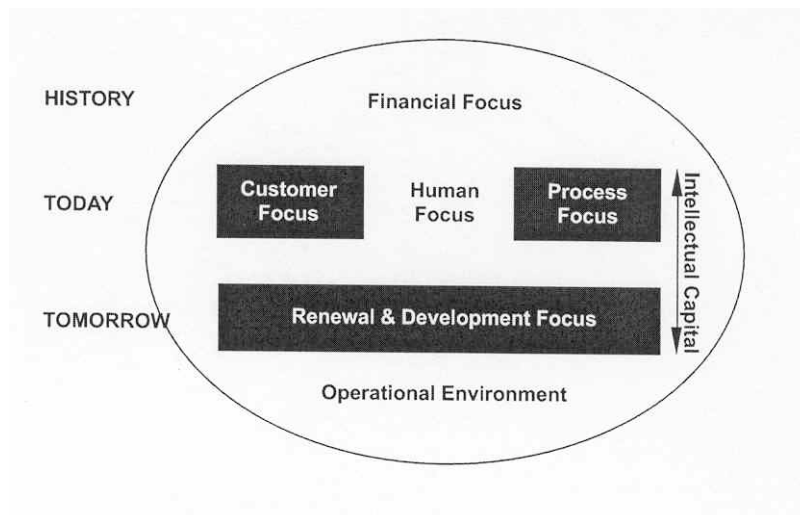 HISTORY
Financial Focus
TODAY
Customer
Focus
Human
Focus
Process
Focus
Intellectual Capital
TOMORROW
Renewal & Development Focus
Operational Environment